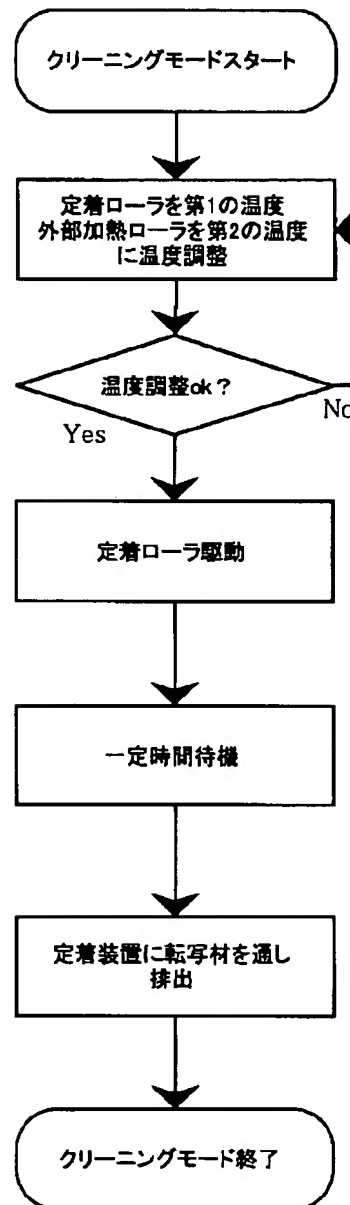 クリーニングモードスタート
定着ローラを第1の温度
外部加熱ローラを第2の温度
に温度調整
温度調整ok？
No
Yes
定着ローラ駆動
一定時間待機
定着装置に転写材を通し
排出
クリーニングモード終了